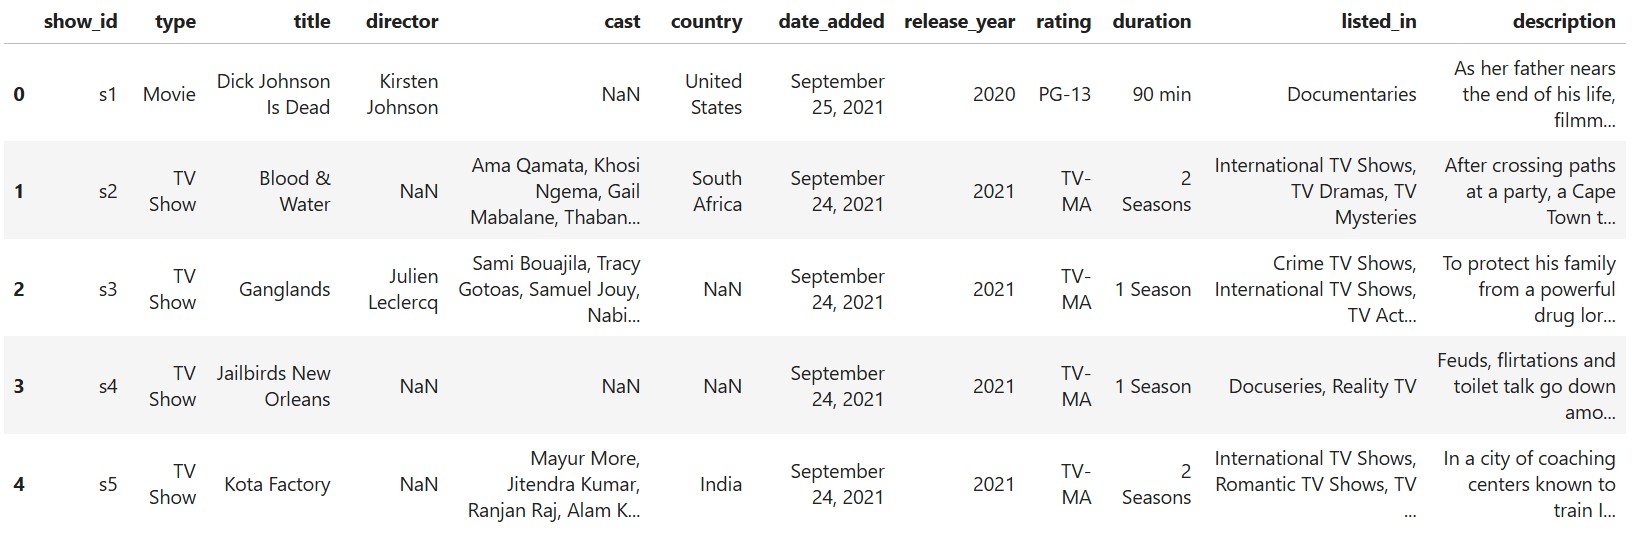 show_id type title director cast country date_added release_year rating duration listed_in description
0 s1 Movie Dick Johnson Is Dead Kirsten Johnson NaN United States September 25, 2021 2020 PG-13 90 min Documentaries As her father nears the end of his life, filmm...
1 s2 TV Show Blood & Water NaN Ama Qamata, Khosi Ngema, Gail Mabalane, Thaban... South Africa September 24, 2021 2021 TV-MA 2 Seasons International TV Shows, TV Dramas, TV Mysteries After crossing paths at a party, a Cape Town t...
2 s3 TV Show Ganglands Julien Leclercq Sami Bouajila, Tracy Gotoas, Samuel Jouy, Nabi... NaN September 24, 2021 2021 TV-MA 1 Season Crime TV Shows, International TV Shows, TV Act... To protect his family from a powerful drug lor...
3 s4 TV Show Jailbirds New Orleans NaN NaN NaN September 24, 2021 2021 TV-MA 1 Season Docuseries, Reality TV Feuds, flirtations and toilet talk go down amo...
4 s5 TV Show Kota Factory NaN Mayur More, Jitendra Kumar, Ranjan Raj, Alam K... India September 24, 2021 2021 TV-MA 2 Seasons International TV Shows, Romantic TV Shows, TV ... In a city of coaching centers known to train I...